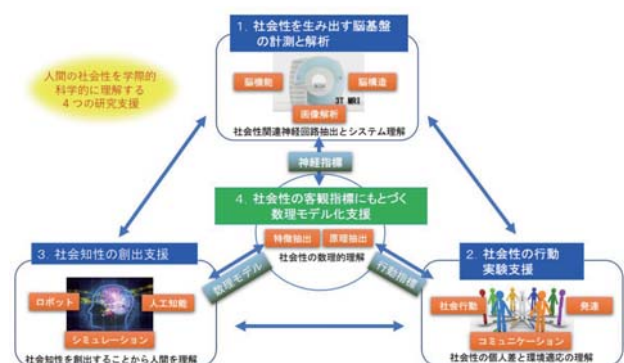 1. 社会性を生み出す脳基盤
の計測と解析
人間の社会性を学際的
科学的に理解する
4つの研究支援
脳機能
脳構造
3T MRI
画像解析
社会性関連神経回路抽出とシステム理解
神経指標
4. 社会性の客観指標にもとづく
数理モデル化支援
特徴抽出
原理抽出
社会性の数理的理解
数理モデル
行動指標
3. 社会知性の創出支援
ロボット
人工知能
シミュレーション
社会知性を創出することから人間を理解
2. 社会性の行動
実験支援
社会行動
発達
コミュニケーション
社会性の個人差と環境適応の理解